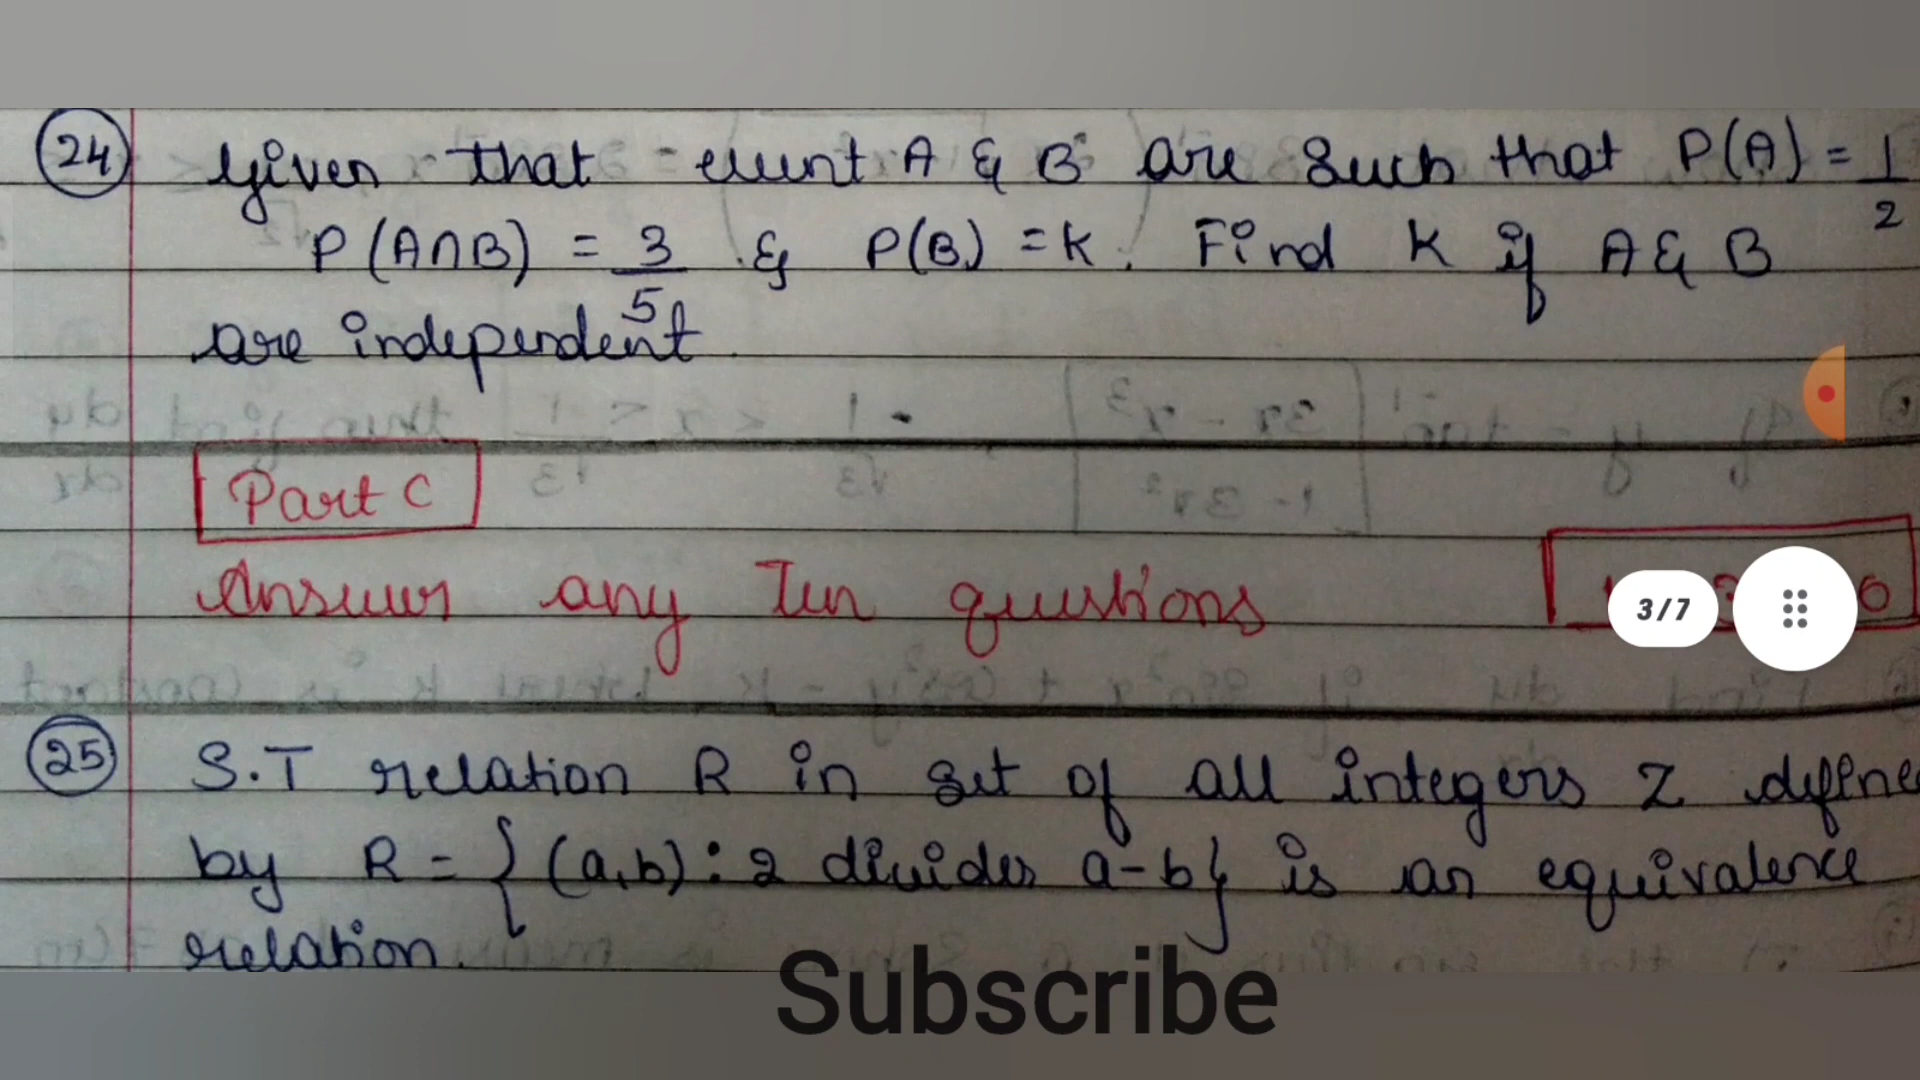 24 Given that event A & B are such that P(A) = 1/2
P(A∩B) = 3/5 & P(B) = K. Find K if A & B
are independent
Part C
Answer any Ten questions
3/7
25 S.T relation R in set of all integers Z define
by R = {(a,b) : 2 divides a-b} is an equivalence
relation.
Subscribe